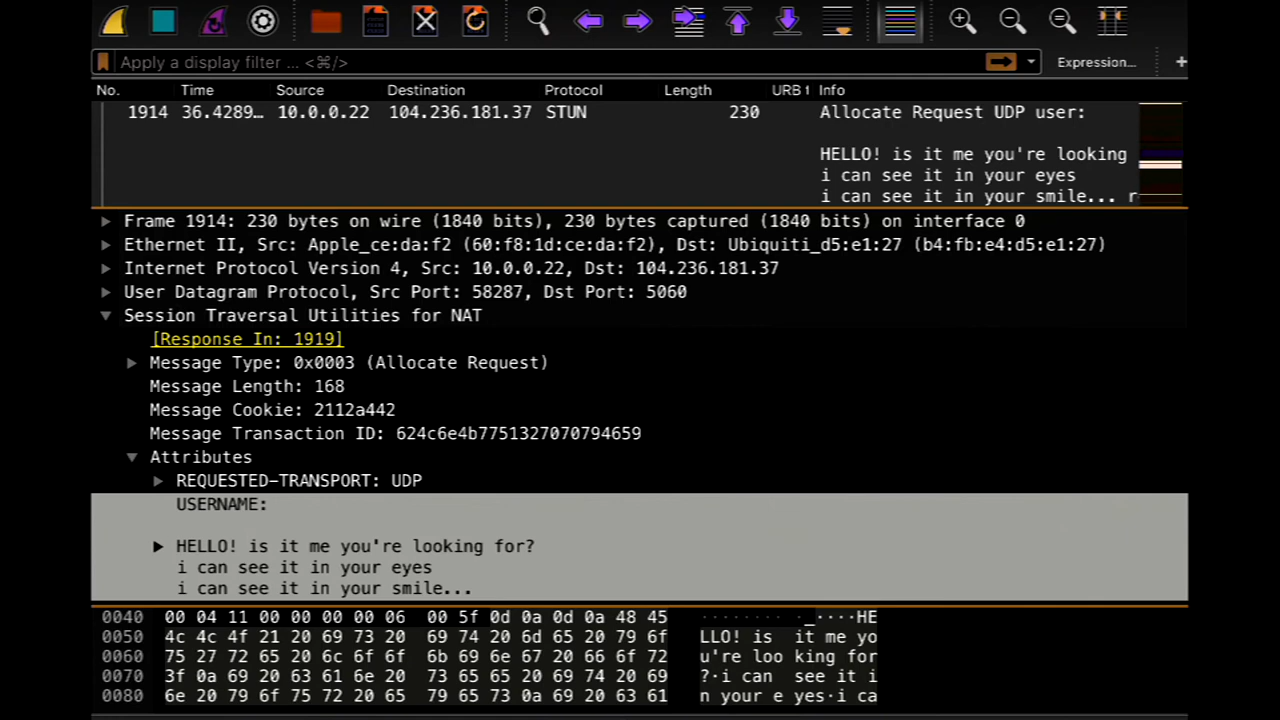 Apply a display filter ... <⌘/>
Expression...
+
No. Time Source Destination Protocol Length URB t Info
1914 36.4289… 10.0.0.22 104.236.181.37 STUN 230 Allocate Request UDP user:
HELLO! is it me you're looking
i can see it in your eyes
i can see it in your smile... r
Frame 1914: 230 bytes on wire (1840 bits), 230 bytes captured (1840 bits) on interface 0
Ethernet II, Src: Apple_ce:da:f2 (60:f8:1d:ce:da:f2), Dst: Ubiquiti_d5:e1:27 (b4:fb:e4:d5:e1:27)
Internet Protocol Version 4, Src: 10.0.0.22, Dst: 104.236.181.37
User Datagram Protocol, Src Port: 58287, Dst Port: 5060
Session Traversal Utilities for NAT
[Response In: 1919]
Message Type: 0x0003 (Allocate Request)
Message Length: 168
Message Cookie: 2112a442
Message Transaction ID: 624c6e4b7751327070794659
Attributes
REQUESTED-TRANSPORT: UDP
USERNAME:
HELLO! is it me you're looking for?
i can see it in your eyes
i can see it in your smile...
0040 00 04 11 00 00 00 00 06 00 5f 0d 0a 0d 0a 48 45 ········ ·_····HE
0050 4c 4c 4f 21 20 69 73 20 69 74 20 6d 65 20 79 6f LLO! is it me yo
0060 75 27 72 65 20 6c 6f 6f 6b 69 6e 67 20 66 6f 72 u're loo king for
0070 3f 0a 69 20 63 61 6e 20 73 65 65 20 69 74 20 69 ?·i can see it i
0080 6e 20 79 6f 75 72 20 65 79 65 73 0a 69 20 63 61 n your e yes·i ca